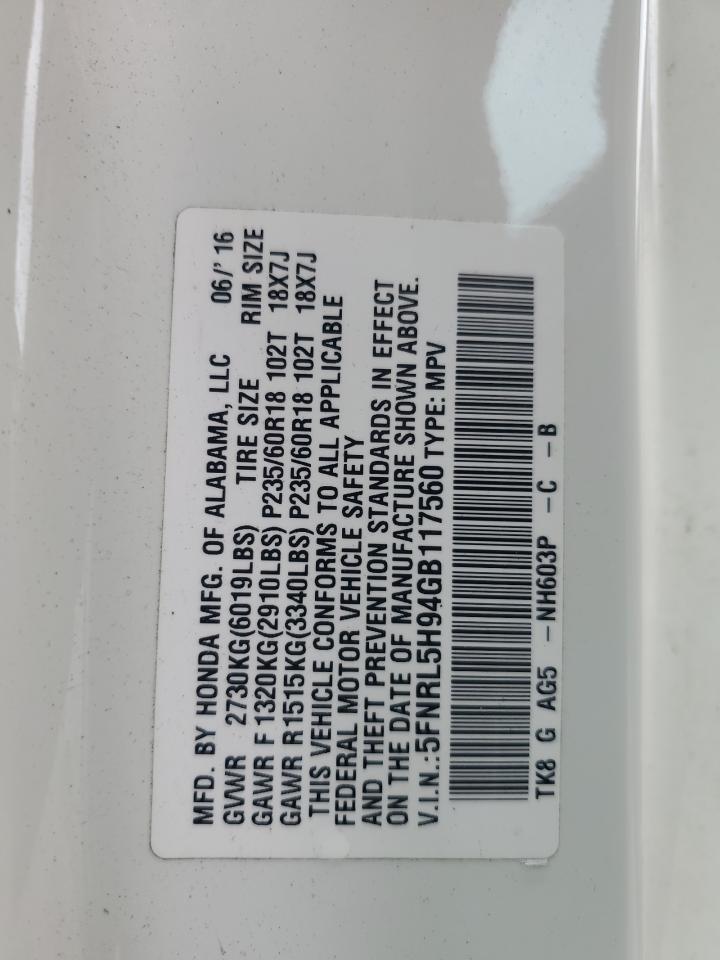 MFD. BY HONDA MFG. OF ALABAMA, LLC 06/' 16
GVWR 2730KG(6019LBS) TIRE SIZE RIM SIZE
GAWR F 1320KG(2910LBS) P235/60R18 102T 18X7J
GAWR R1515KG(3340LBS) P235/60R18 102T 18X7J
THIS VEHICLE CONFORMS TO ALL APPLICABLE
FEDERAL MOTOR VEHICLE SAFETY
AND THEFT PREVENTION STANDARDS IN EFFECT
ON THE DATE OF MANUFACTURE SHOWN ABOVE.
V.I.N.:5FNRL5H94GB117560 TYPE: MPV
TK8 G AG5 -NH603P -C -B